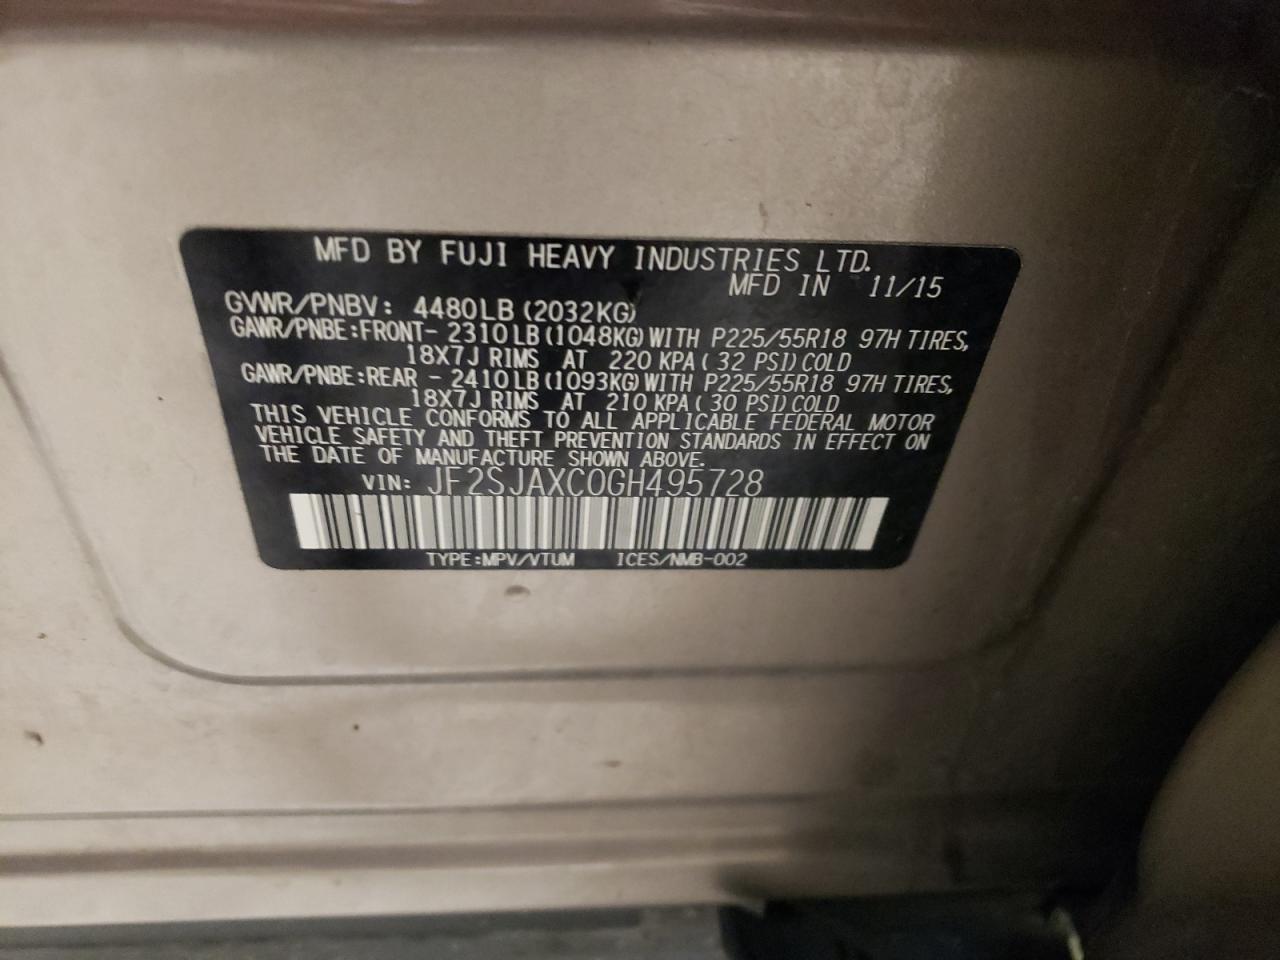 MFD BY FUJI HEAVY INDUSTRIES LTD.
MFD IN 11/15
GVWR/PNBV: 4480LB (2032KG)
GAWR/PNBE:FRONT- 2310LB (1048KG) WITH P225/55R18 97H TIRES,
18X7J RIMS AT 220 KPA ( 32 PSI) COLD
GAWR/PNBE:REAR - 2410LB (1093KG) WITH P225/55R18 97H TIRES,
18X7J RIMS AT 210 KPA ( 30 PSI) COLD
THIS VEHICLE CONFORMS TO ALL APPLICABLE FEDERAL MOTOR
VEHICLE SAFETY AND THEFT PREVENTION STANDARDS IN EFFECT ON
THE DATE OF MANUFACTURE SHOWN ABOVE.
VIN: JF2SJAXC0GH495728
TYPE:MPV/VTUM ICES/NMB-002